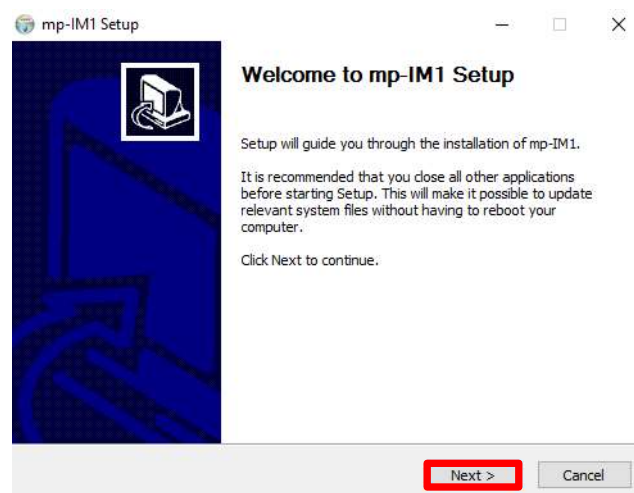 mp-IM1 Setup
Welcome to mp-IM1 Setup
Setup will guide you through the installation of mp-IM1.
It is recommended that you close all other applications
before starting Setup. This will make it possible to update
relevant system files without having to reboot your
computer.
Click Next to continue.
Next >
Cancel